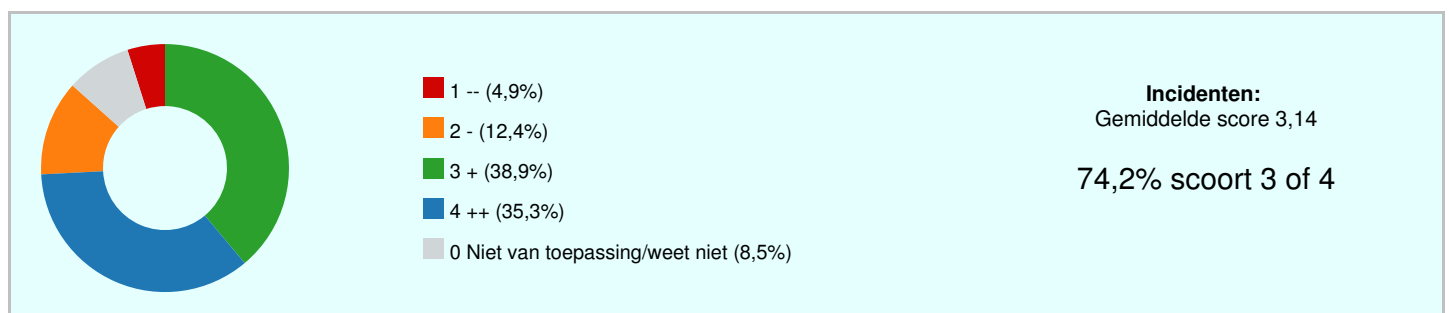 1 -- (4,9%)
2 - (12,4%)
3 + (38,9%)
4 ++ (35,3%)
0 Niet van toepassing/weet niet (8,5%)
Incidenten:
Gemiddelde score 3,14
74,2% scoort 3 of 4